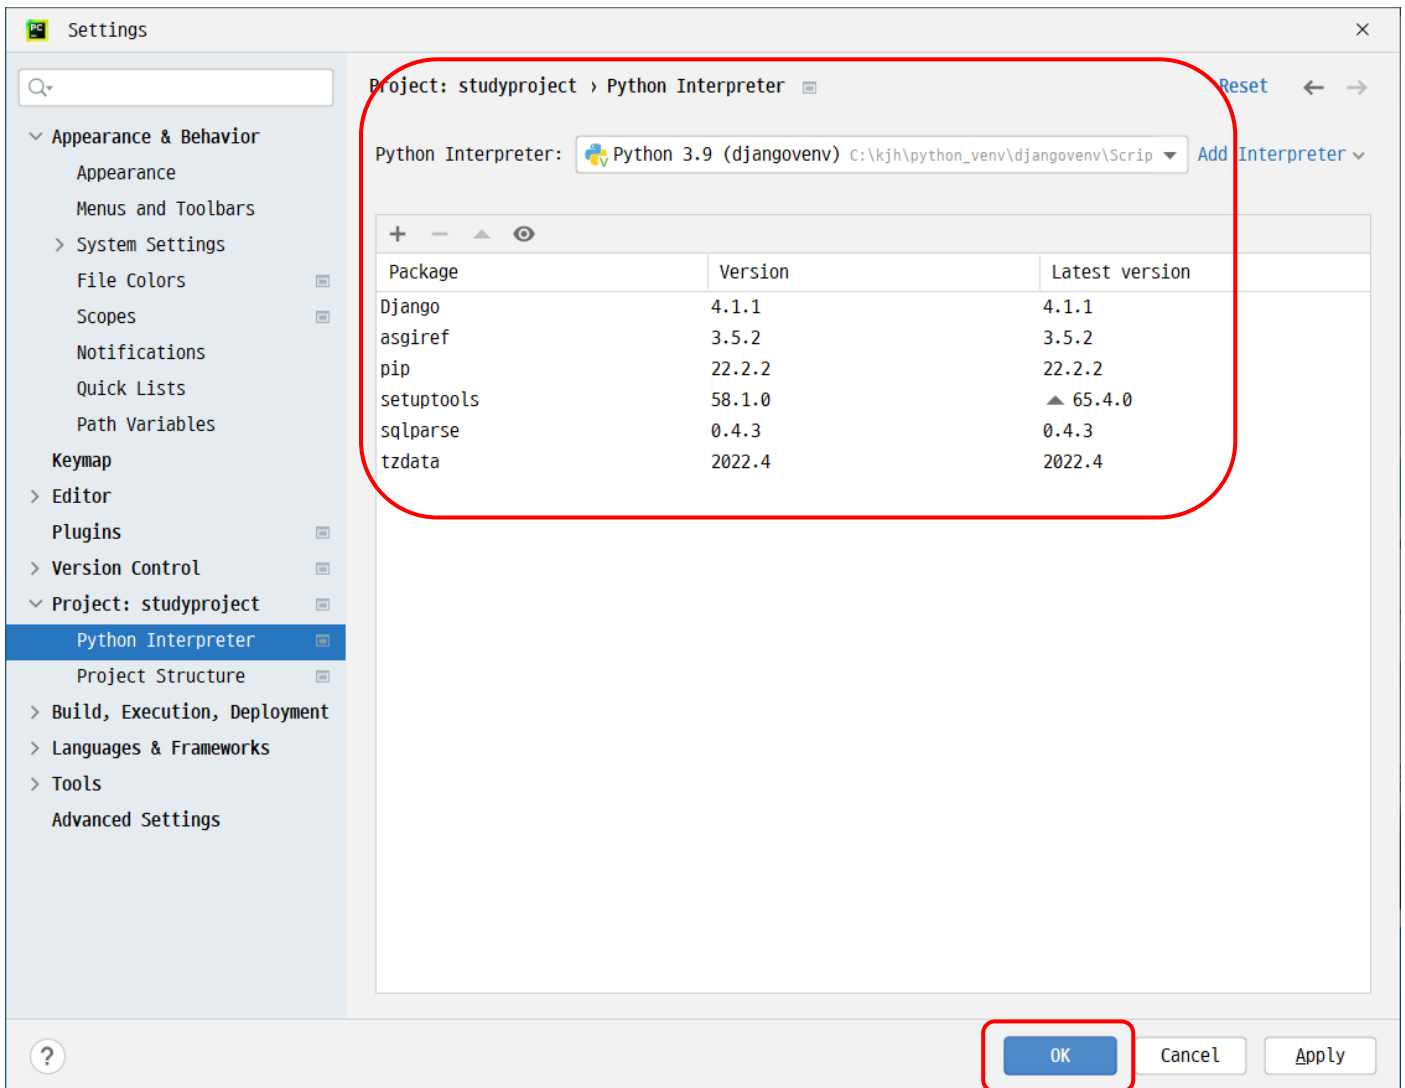 PC
Settings
Appearance & Behavior
Appearance
Menus and Toolbars
System Settings
File Colors
Scopes
Notifications
Quick Lists
Path Variables
Keymap
Editor
Plugins
Version Control
Project: studyproject
Python Interpreter
Project Structure
Build, Execution, Deployment
Languages & Frameworks
Tools
Advanced Settings
?
Project: studyproject › Python Interpreter
Reset
Python Interpreter: Python 3.9 (djangovenv) C:\kjh\python_venv\djangovenv\Scrip Add Interpreter
Package Version Latest version
Django 4.1.1 4.1.1
asgiref 3.5.2 3.5.2
pip 22.2.2 22.2.2
setuptools 58.1.0 65.4.0
sqlparse 0.4.3 0.4.3
tzdata 2022.4 2022.4
OK Cancel Apply